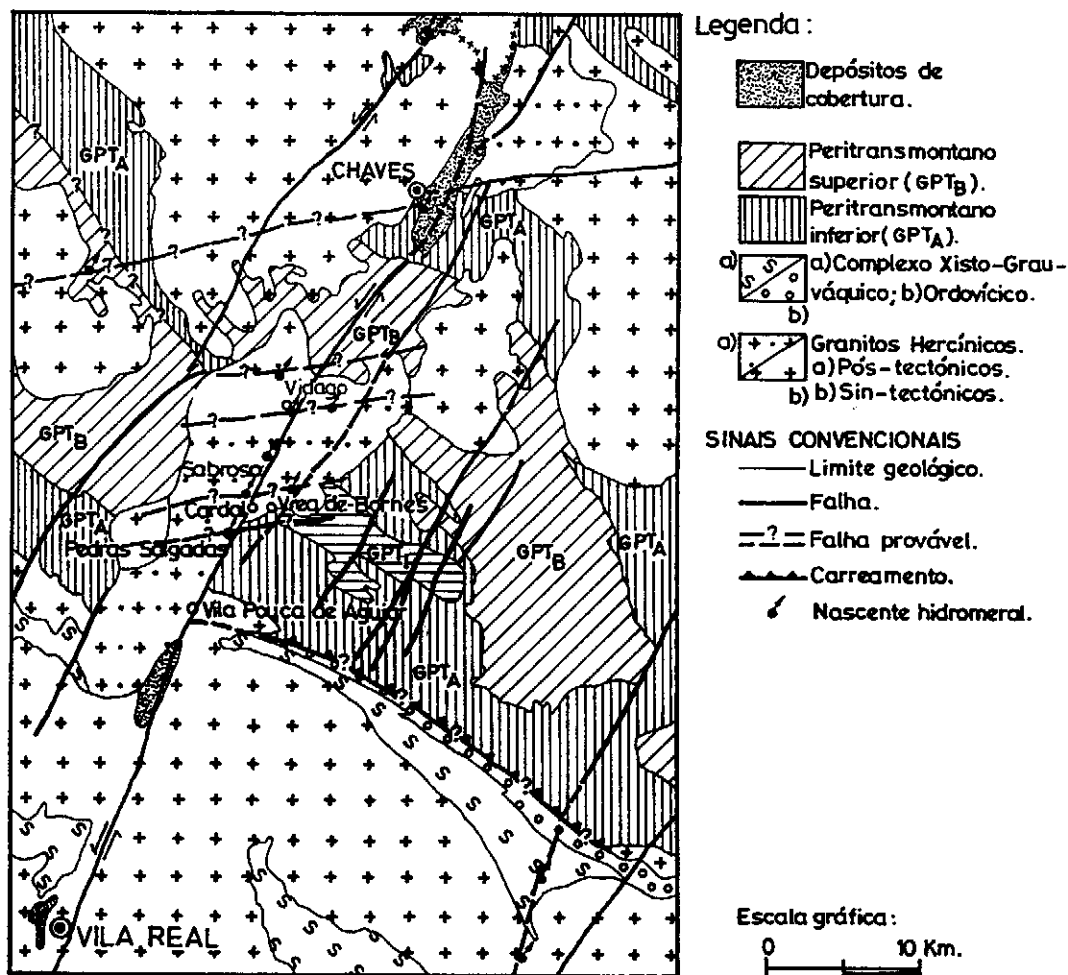 Legenda:
Depósitos de
cobertura.
Peritransmontano
superior (GPTB).
Peritransmontano
inferior (GPTA).
a) a) Complexo Xisto-Grau-
váquico; b) Ordovícico.
b)
a) Granitos Hercínicos.
a) Pós-tectónicos.
b) b) Sin-tectónicos.
SINAIS CONVENCIONAIS
Limite geológico.
Falha.
? Falha provável.
Carreamento.
Nascente hidromeral.
Escala gráfica:
0 10 Km.
GPTA
CHAVES
GPTA
GPTB
Vidago
GPTB
Sabroso
Cardal Vreg de Bornes
GPTA
Pedras Salgadas
GPTB
GPTA
Vila Pouca de Aguiar
GPTA
VILA REAL